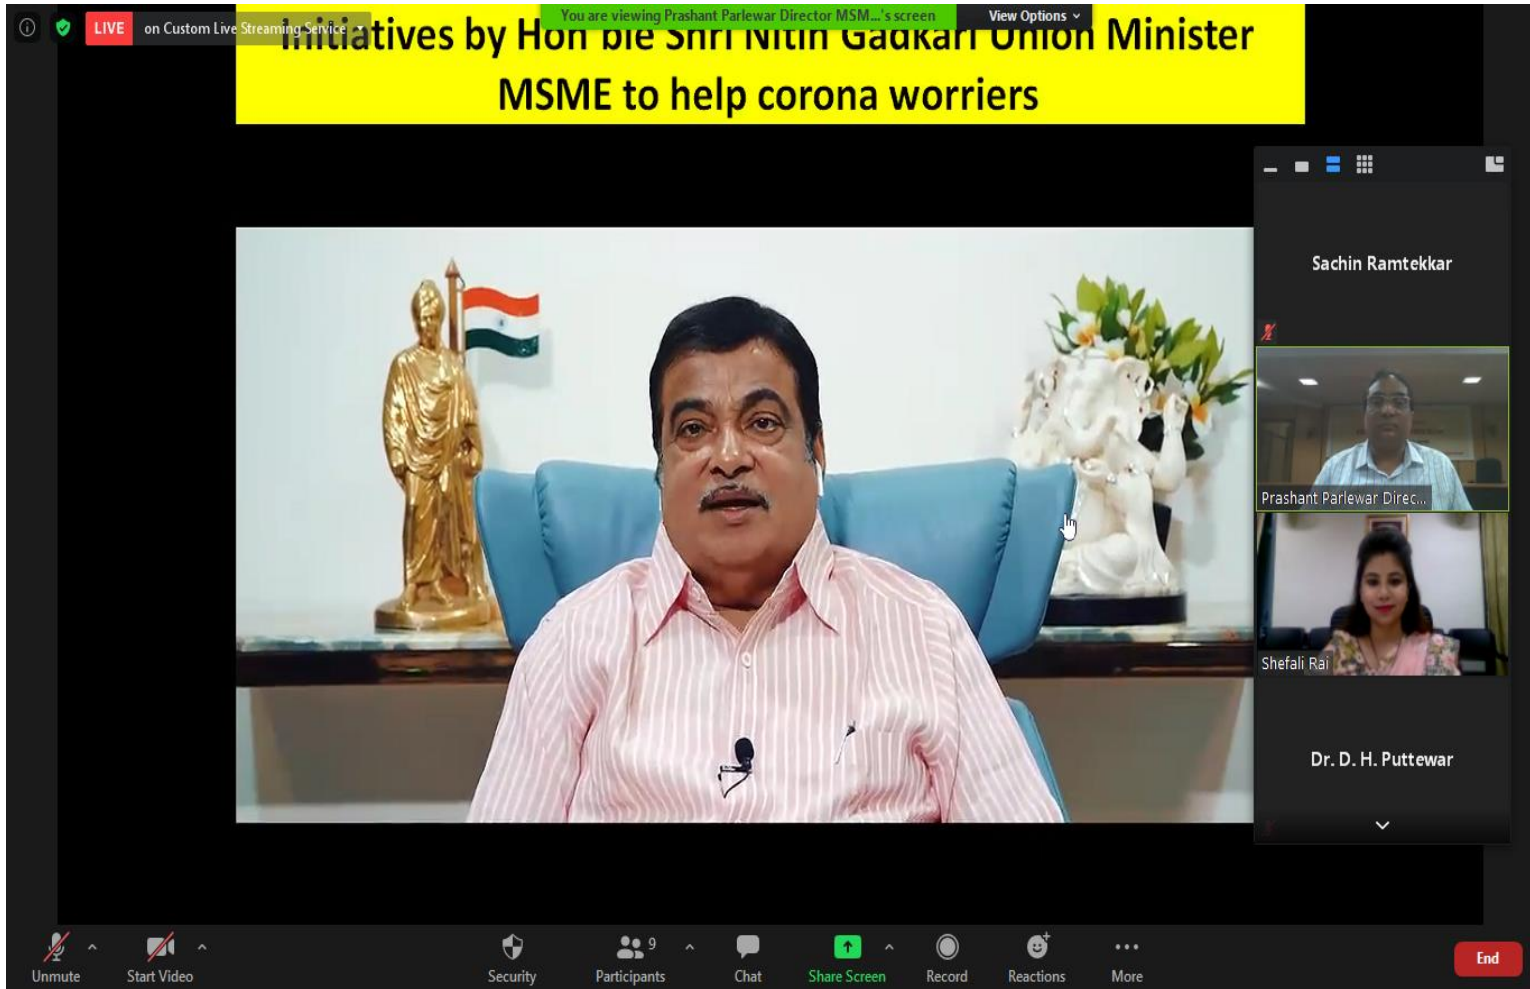 LIVE on Custom Live Streaming Service
You are viewing Prashant Parlewar Director MSM...'s screen
View Options
Initiatives by Hon'ble Shri Nitin Gadkari Union Minister
MSME to help corona worriers
Sachin Ramtekkar
Prashant Parlewar Direc...
Shefali Rai
Dr. D. H. Puttewar
9
Unmute Start Video Security Participants Chat Share Screen Record Reactions More End